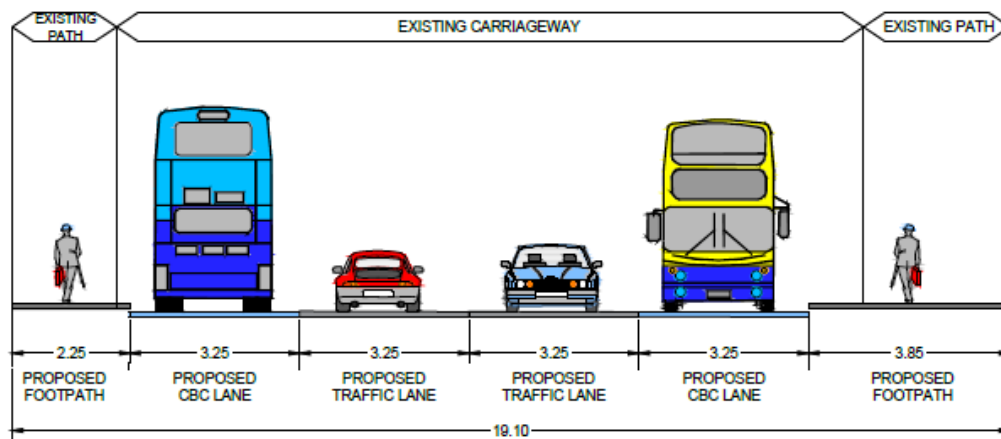 EXISTING
PATH
EXISTING CARRIAGEWAY
EXISTING PATH
2.25
3.25
3.25
3.25
3.25
3.85
PROPOSED
FOOTPATH
PROPOSED
CBC LANE
PROPOSED
TRAFFIC LANE
PROPOSED
TRAFFIC LANE
PROPOSED
CBC LANE
PROPOSED
FOOTPATH
19.10